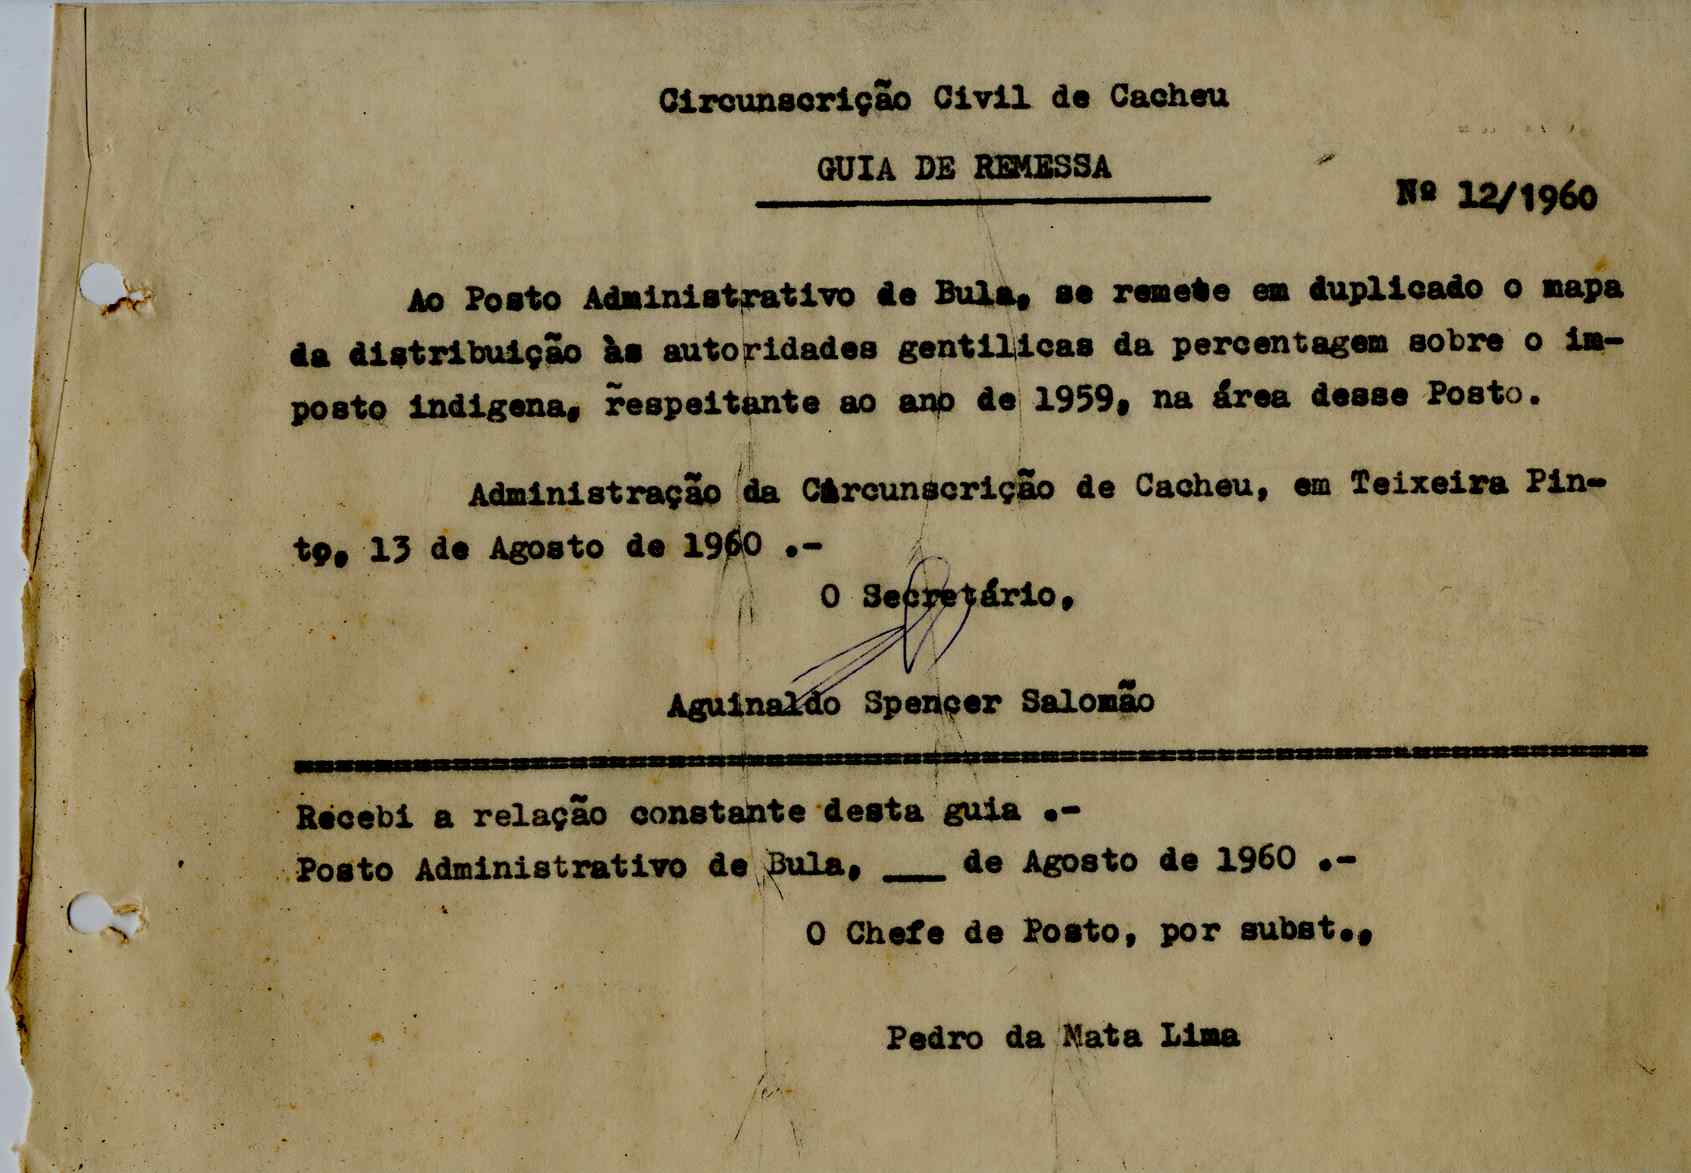 Circunscrição Civil de Cacheu
GUIA DE REMESSA
Nº 12/1960
Ao Posto Administrativo de Bula, se remete em duplicado o mapa
da distribuição às autoridades gentilicas da percentagem sobre o im-
posto indigena, respeitante ao ano de 1959, na área desse Posto.
Administração da Circunscrição de Cacheu, em Teixeira Pin-
to, 13 de Agosto de 1960 .-
O Secretário,
Aguinaldo Spencer Salomão
Recebi a relação constante desta guia .-
Posto Administrativo de Bula, ___ de Agosto de 1960 .-
O Chefe de Posto, por subst.,
Pedro da Mata Lima